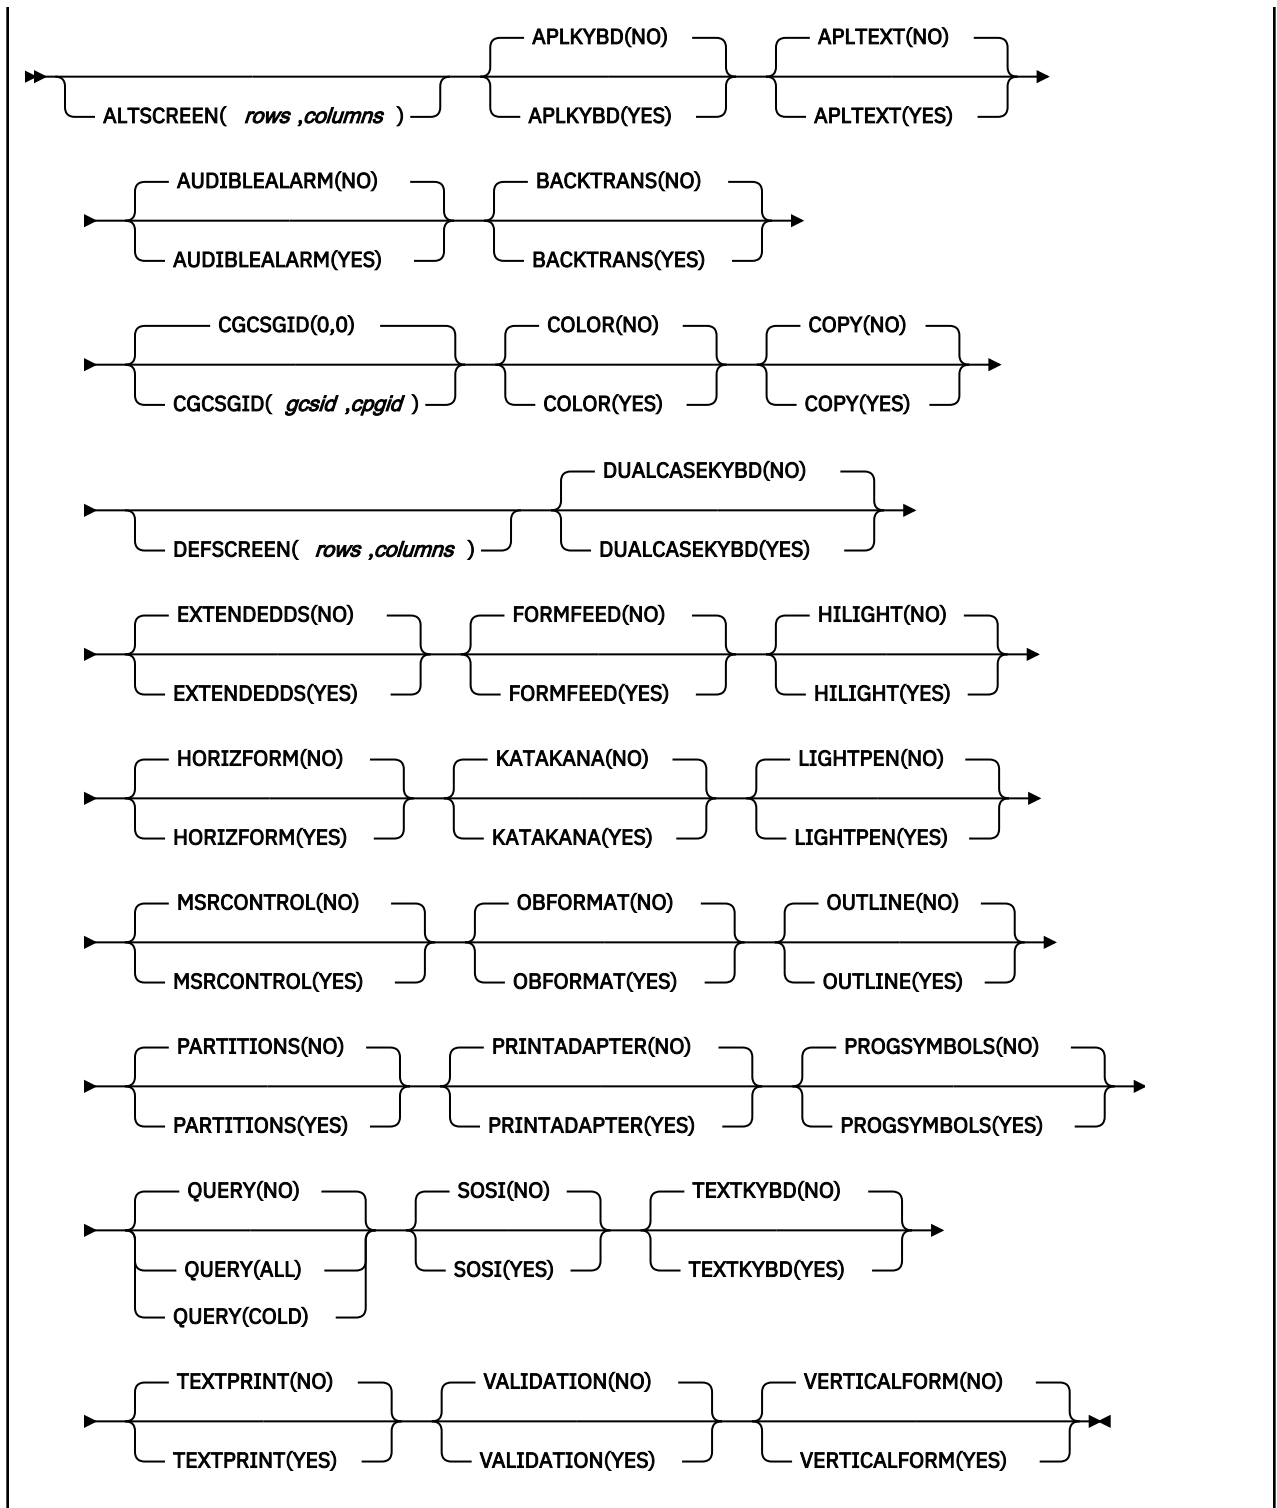 APLKYBD(NO) APLTEXT(NO)
ALTSCREEN( rows ,columns ) APLKYBD(YES) APLTEXT(YES)
AUDIBLEALARM(NO) BACKTRANS(NO)
AUDIBLEALARM(YES) BACKTRANS(YES)
CGCSGID(0,0) COLOR(NO) COPY(NO)
CGCSGID( gcsid ,cpgid ) COLOR(YES) COPY(YES)
DUALCASEKYBD(NO)
DEFSCREEN( rows ,columns ) DUALCASEKYBD(YES)
EXTENDEDDS(NO) FORMFEED(NO) HILIGHT(NO)
EXTENDEDDS(YES) FORMFEED(YES) HILIGHT(YES)
HORIZFORM(NO) KATAKANA(NO) LIGHTPEN(NO)
HORIZFORM(YES) KATAKANA(YES) LIGHTPEN(YES)
MSRCONTROL(NO) OBFORMAT(NO) OUTLINE(NO)
MSRCONTROL(YES) OBFORMAT(YES) OUTLINE(YES)
PARTITIONS(NO) PRINTADAPTER(NO) PROGSYMBOLS(NO)
PARTITIONS(YES) PRINTADAPTER(YES) PROGSYMBOLS(YES)
QUERY(NO) SOSI(NO) TEXTKYBD(NO)
QUERY(ALL) SOSI(YES) TEXTKYBD(YES)
QUERY(COLD)
TEXTPRINT(NO) VALIDATION(NO) VERTICALFORM(NO)
TEXTPRINT(YES) VALIDATION(YES) VERTICALFORM(YES)